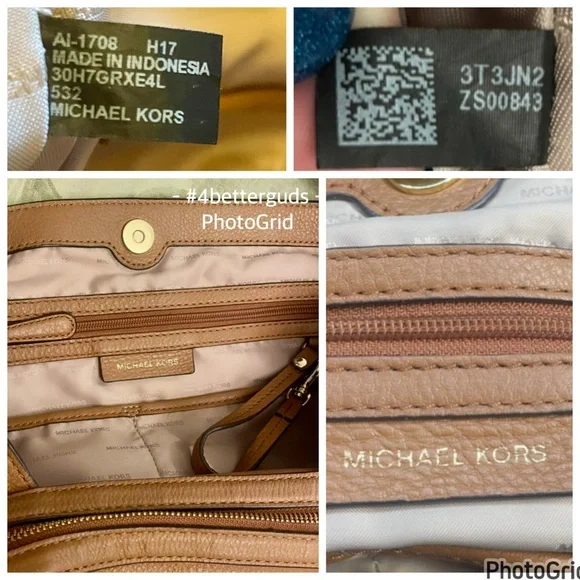 AI-1708 H17
MADE IN INDONESIA
30H7GRXE4L
532
MICHAEL KORS
3T3JN2
ZS00843
- #4betterguds -
PhotoGrid
MICHAEL KORS
MICHAEL KORS
PhotoGrid